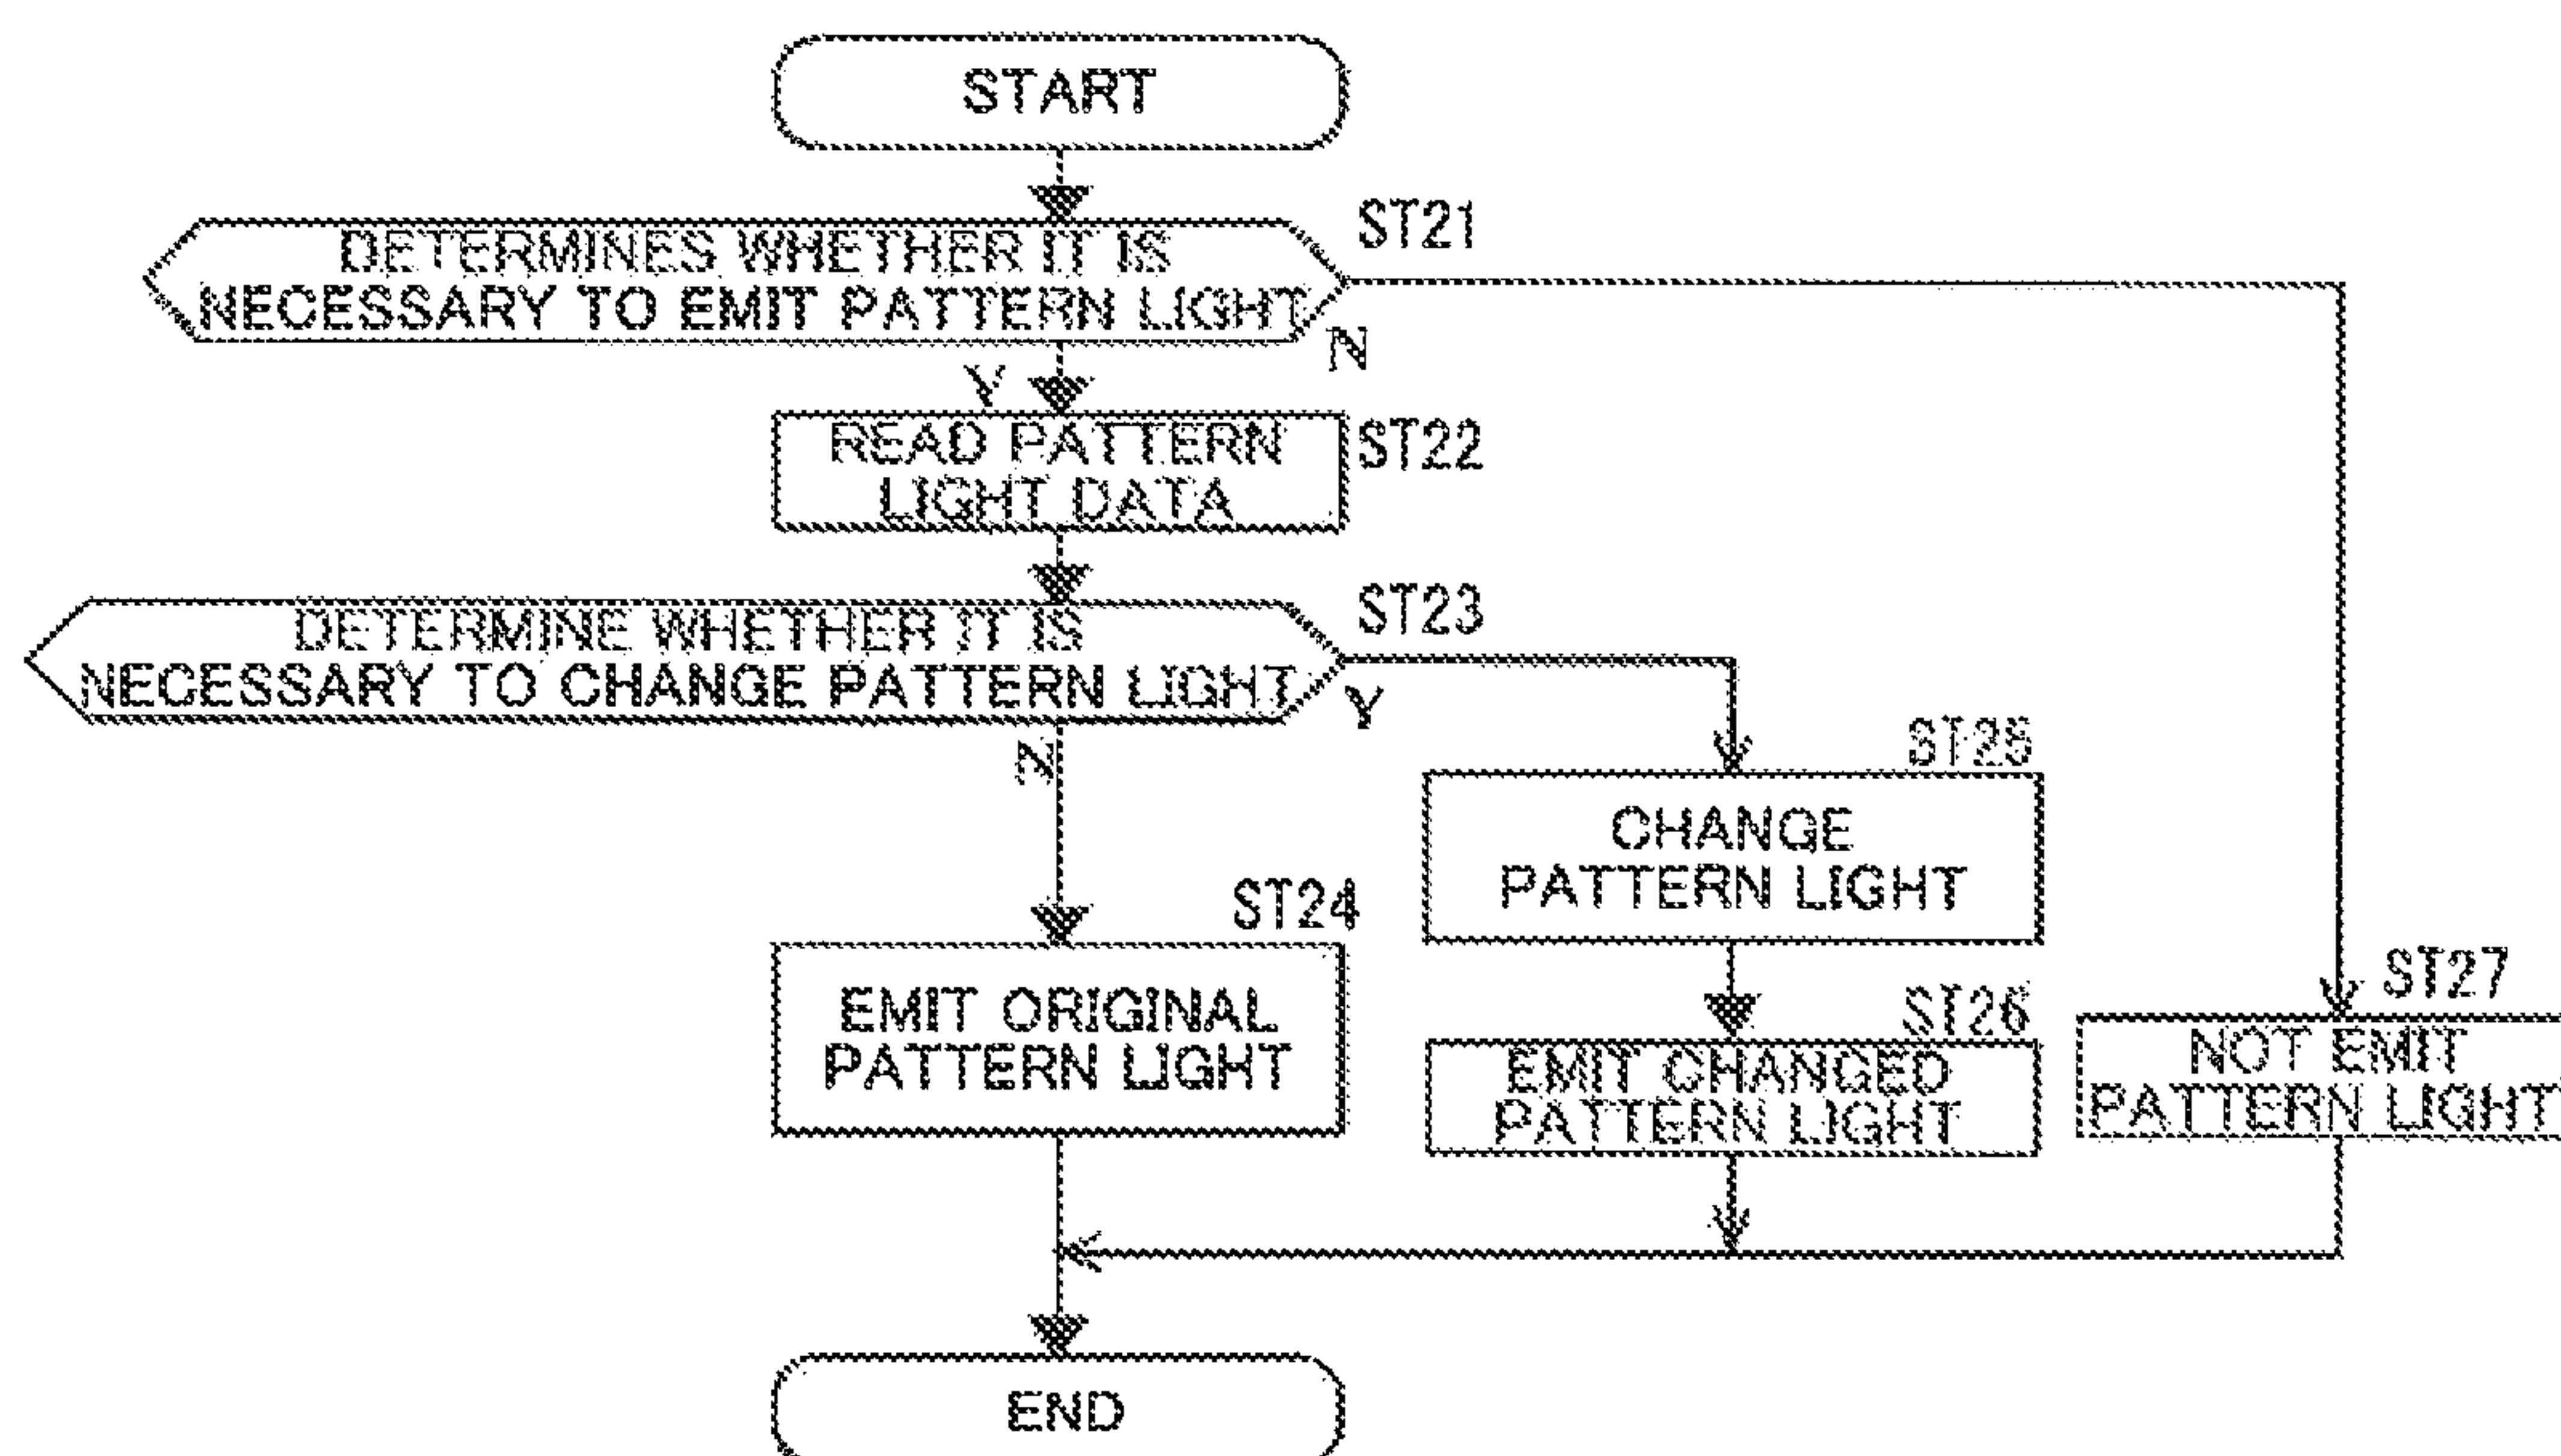 START
DETERMINES WHETHER IT IS
NECESSARY TO EMIT PATTERN LIGHT
ST21
N
Y
READ PATTERN
LIGHT DATA
ST22
DETERMINE WHETHER IT IS
NECESSARY TO CHANGE PATTERN LIGHT
ST23
Y
N
ST25
CHANGE
PATTERN LIGHT
ST24
EMIT ORIGINAL
PATTERN LIGHT
ST26
EMIT CHANGED
PATTERN LIGHT
ST27
NOT EMIT
PATTERN LIGHT
END